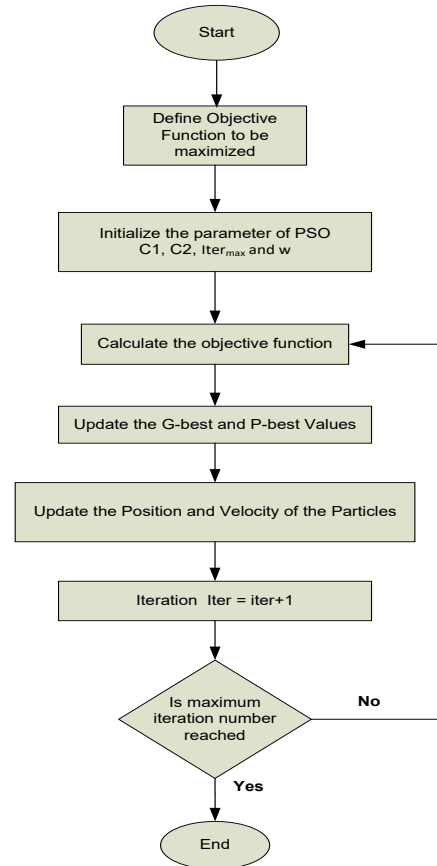 Start
Define Objective
Function to be
maximized
Initialize the parameter of PSO
C1, C2, Itermax and w
Calculate the objective function
Update the G-best and P-best Values
Update the Position and Velocity of the Particles
Iteration Iter = iter+1
Is maximum
iteration number
reached
No
Yes
End